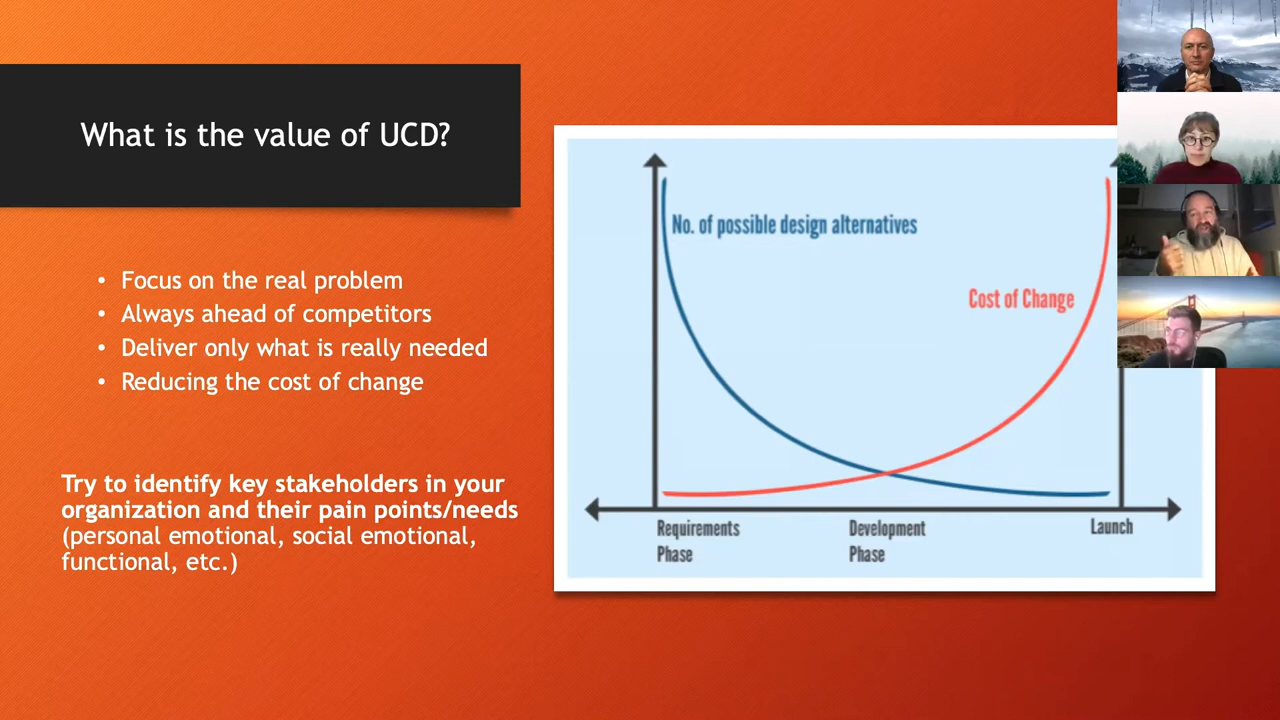 What is the value of UCD?
• Focus on the real problem
• Always ahead of competitors
• Deliver only what is really needed
• Reducing the cost of change
Try to identify key stakeholders in your
organization and their pain points/needs
(personal emotional, social emotional,
functional, etc.)
No. of possible design alternatives
Cost of Change
Requirements
Phase
Development
Phase
Launch